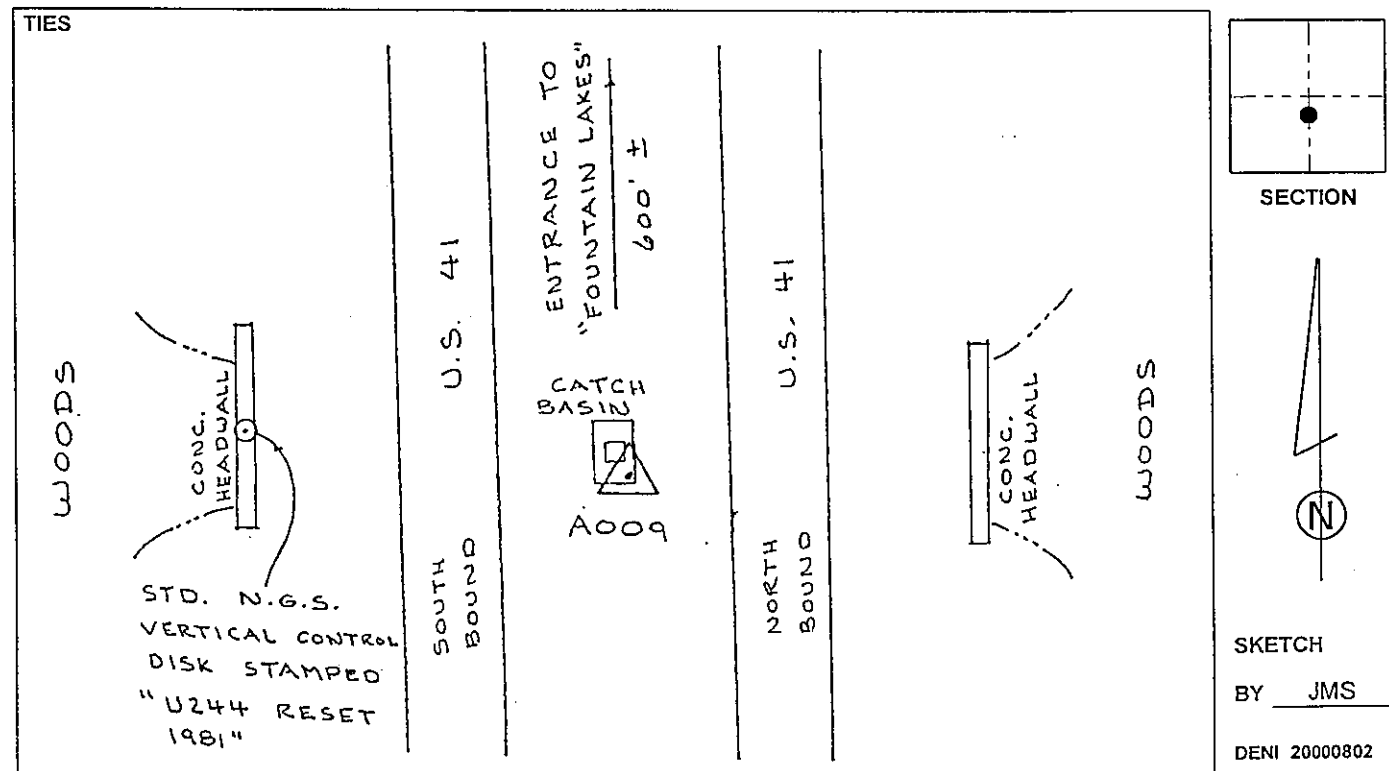 TIES
ENTRANCE TO
"FOUNTAIN LAKES"
600' ±
WOODS
CONC.
HEADWALL
U.S. 41
SOUTH
BOUND
CATCH
BASIN
A009
U.S. 41
NORTH
BOUND
CONC.
HEADWALL
WOODS
STD. N.G.S.
VERTICAL CONTROL
DISK STAMPED
"U244 RESET
1981"
SECTION
N
SKETCH
BY JMS
DENI 20000802